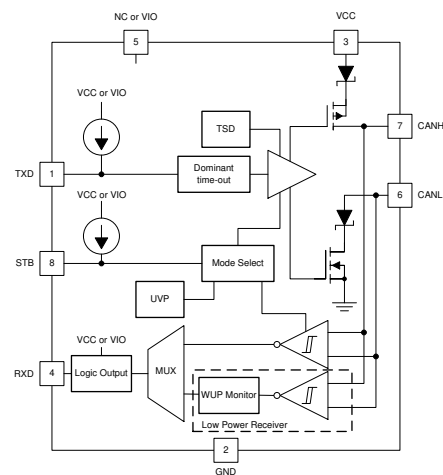 NC or VIO
VCC
5
3
VCC or VIO
TSD
7
CANH
TXD
1
Dominant
time-out
6
CANL
VCC or VIO
STB
8
Mode Select
UVP
VCC or VIO
RXD
4
Logic Output
MUX
WUP Monitor
Low Power Receiver
2
GND